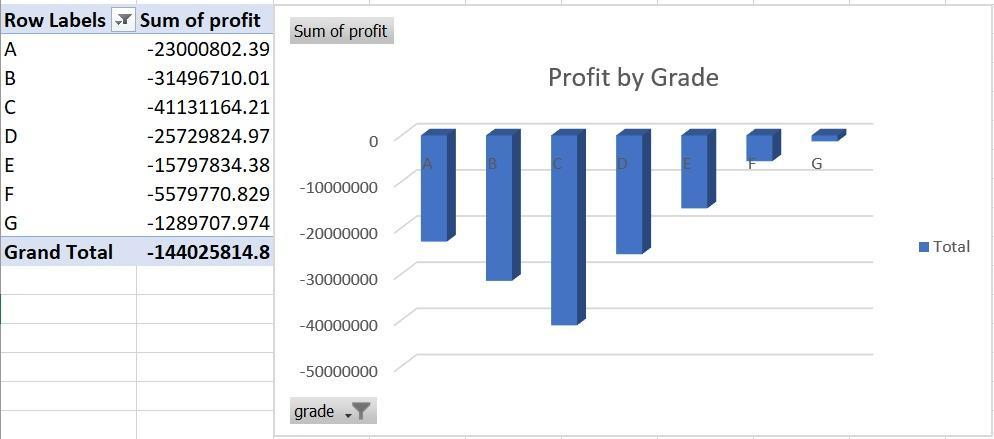 Row Labels Sum of profit
A -23000802.39
B -31496710.01
C -41131164.21
D -25729824.97
E -15797834.38
F -5579770.829
G -1289707.974
Grand Total -144025814.8
Sum of profit
Profit by Grade
0
-10000000
-20000000
-30000000
-40000000
-50000000
A B C D E F G
Total
grade